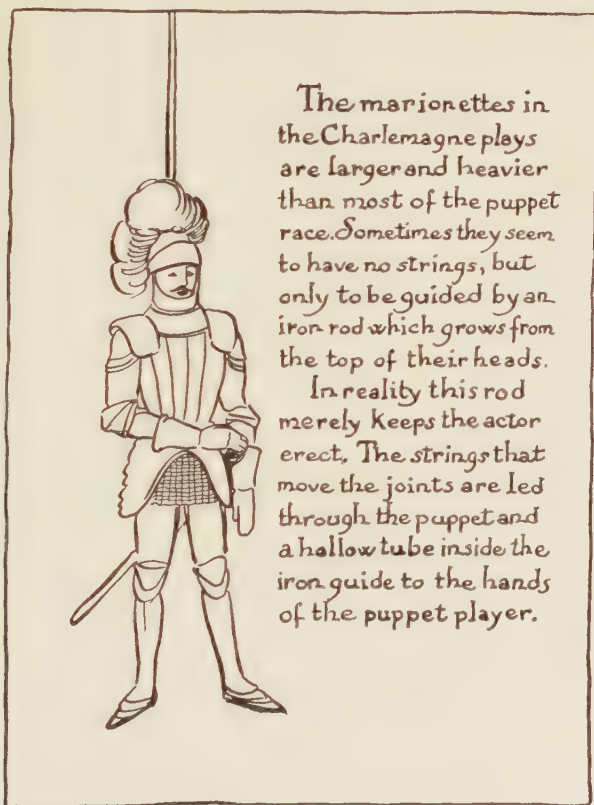 The marionettes in
the Charlemagne plays
are larger and heavier
than most of the puppet
race. Sometimes they seem
to have no strings, but
only to be guided by an
iron rod which grows from
the top of their heads.
In reality this rod
merely keeps the actor
erect. The strings that
move the joints are led
through the puppet and
a hollow tube inside the
iron guide to the hands
of the puppet player.